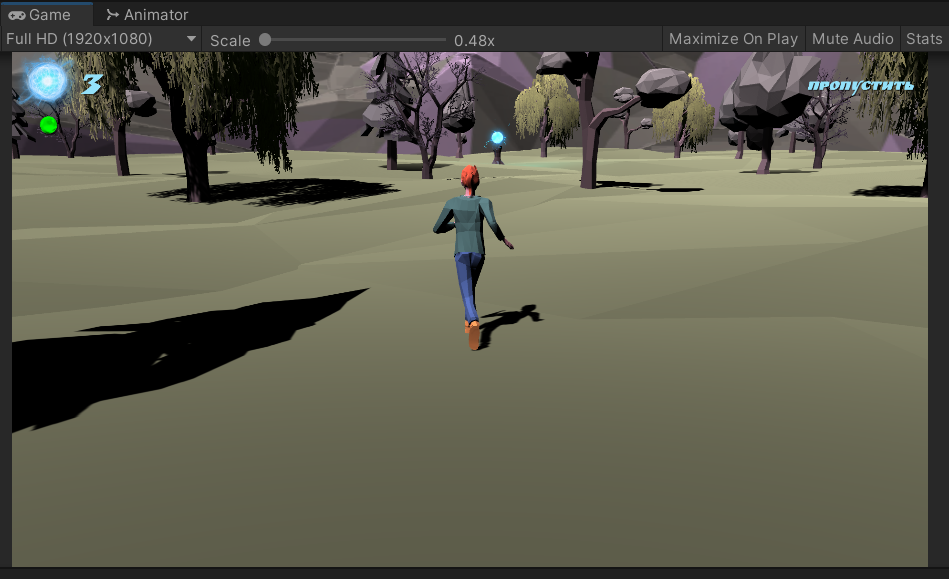 Game Animator
Full HD (1920x1080) Scale 0.48x Maximize On Play Mute Audio Stats
3
ПРОПУСТИТЬ